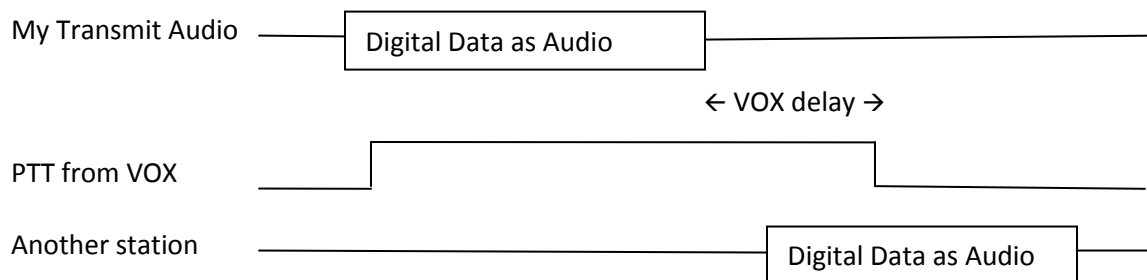 My Transmit Audio
Digital Data as Audio
← VOX delay →
PTT from VOX
Another station
Digital Data as Audio